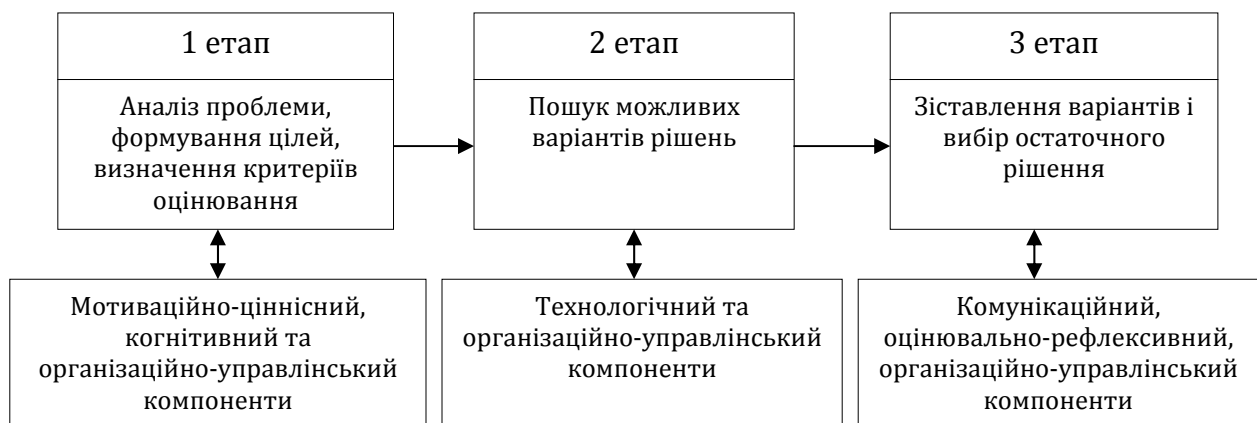 1 етап
Аналіз проблеми,
формування цілей,
визначення критеріїв
оцінювання
2 етап
Пошук можливих
варіантів рішень
3 етап
Зіставлення варіантів і
вибір остаточного
рішення
Мотиваційно-ціннісний,
когнітивний та
організаційно-управлінський
компоненти
Технологічний та
організаційно-управлінський
компоненти
Комунікаційний,
оцінювально-рефлексивний,
організаційно-управлінський
компоненти